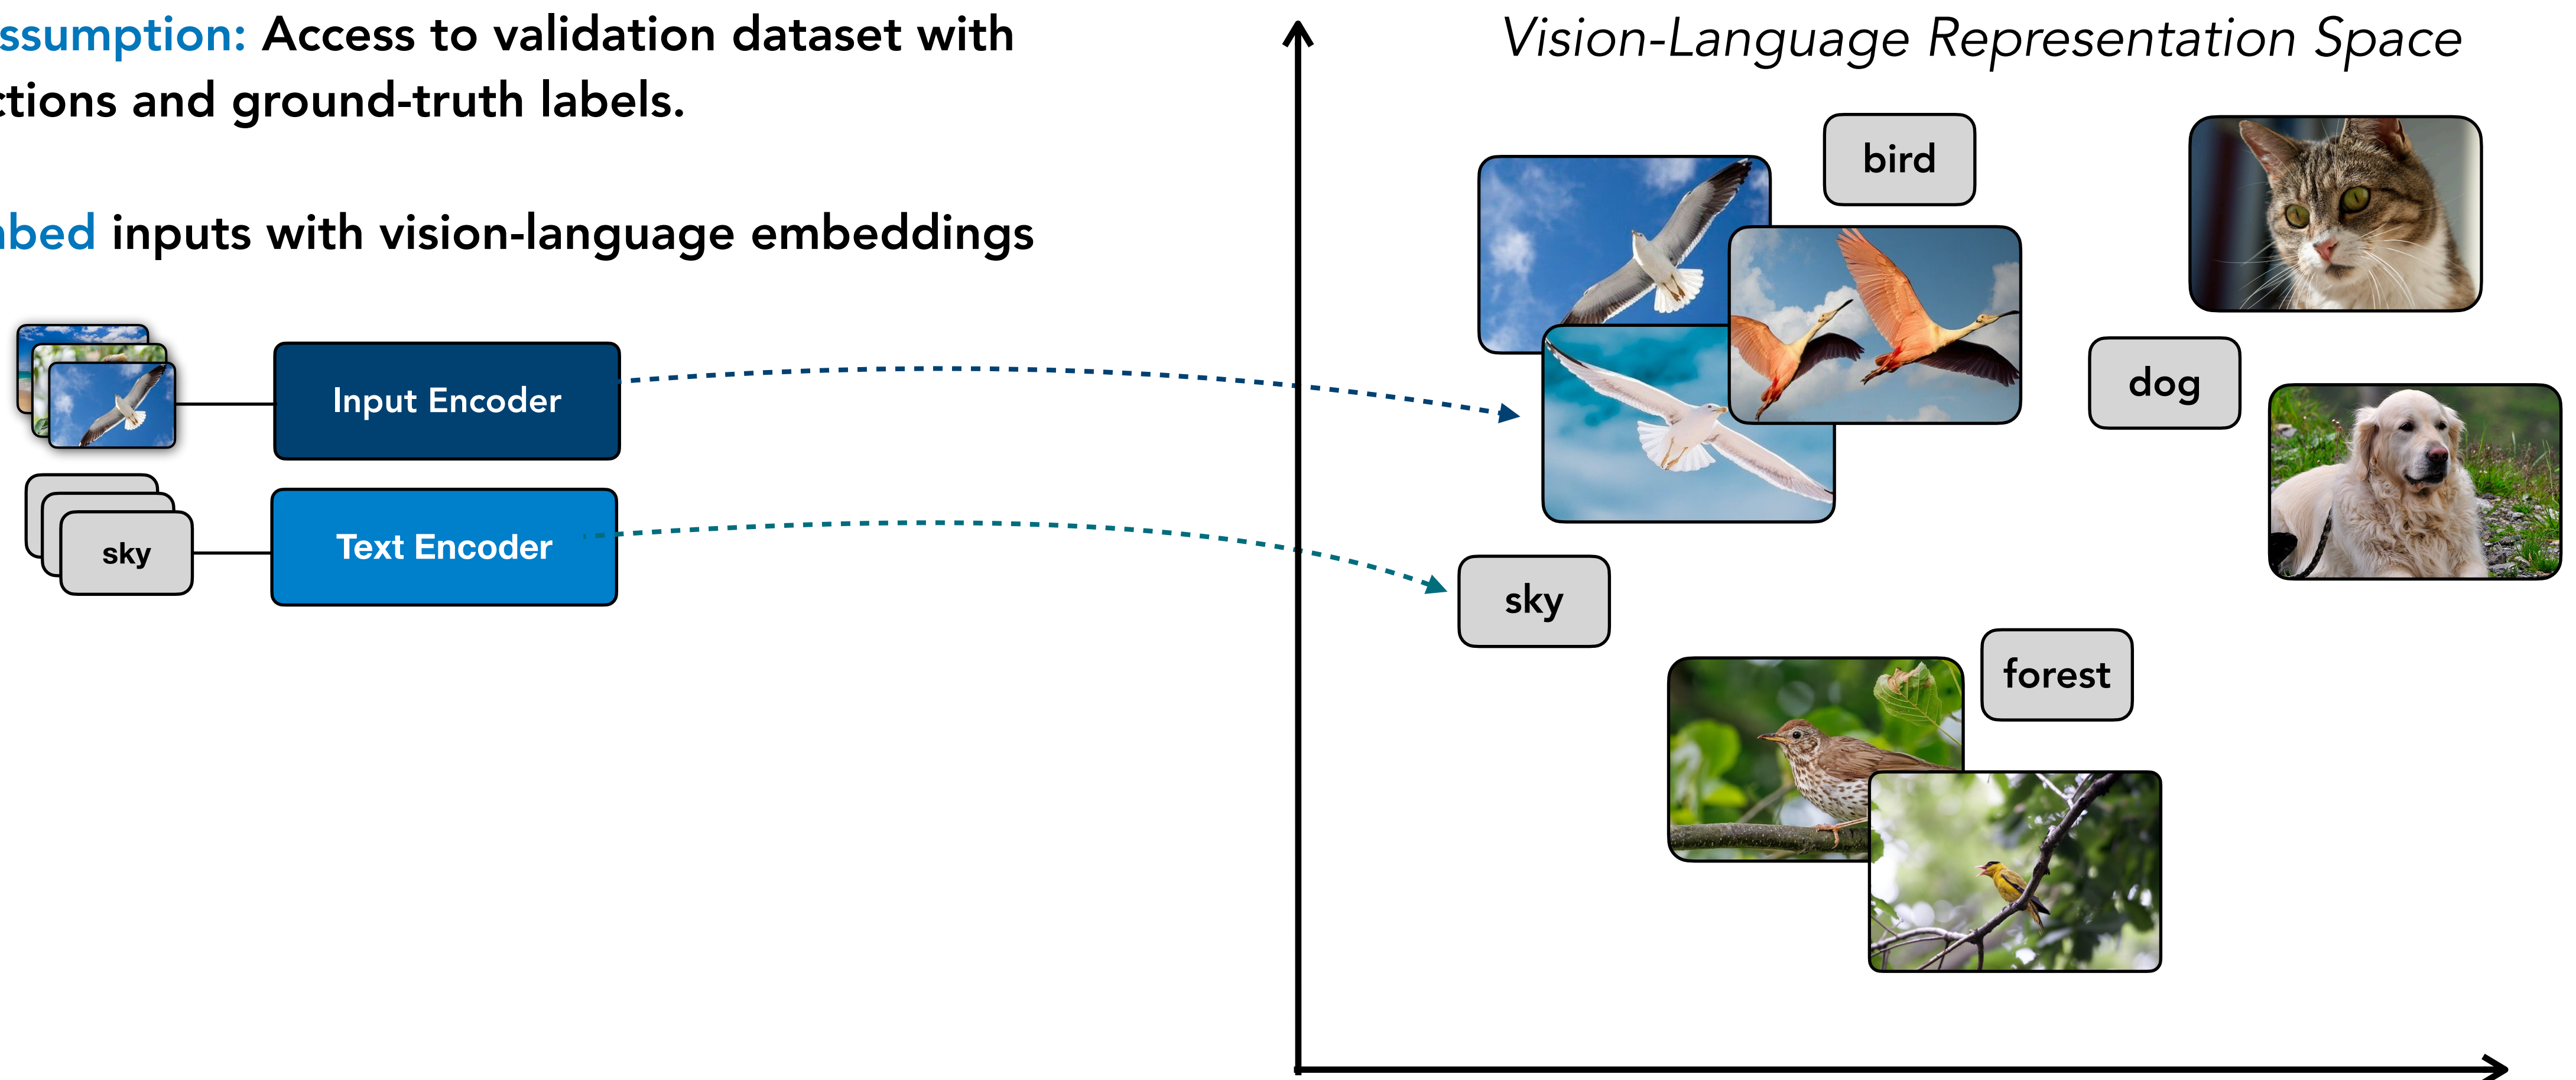 ssumption: Access to validation dataset with
ctions and ground-truth labels.
bed inputs with vision-language embeddings
Input Encoder
sky
Text Encoder
Vision-Language Representation Space
bird
dog
sky
forest